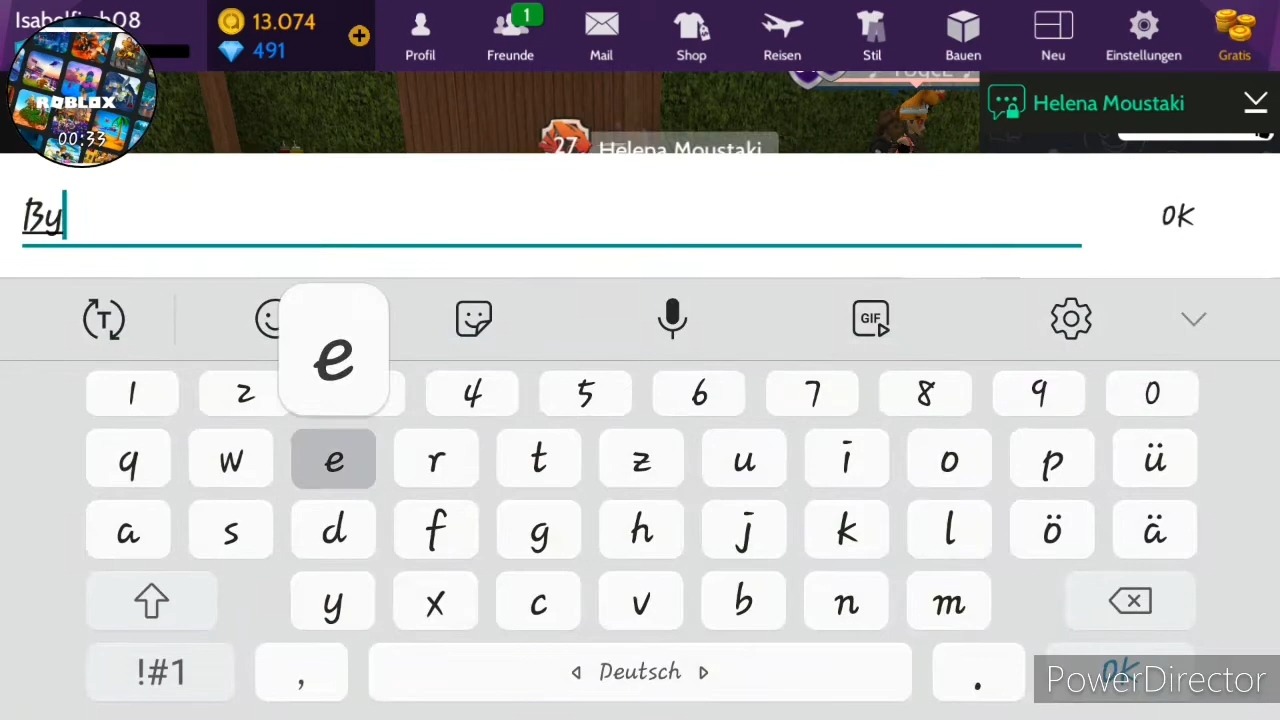 13.074
491
1
Profil
Freunde
Mail
Shop
Reisen
Stil
Bauen
Neu
Einstellungen
Gratis
ROBLOX
00:33
27
Helena Moustaki
Helena Moustaki
By
OK
T
GIF
e
1 2 4 5 6 7 8 9 0
q w e r t z u i o p ü
a s d f g h j k l ö ä
y x c v b n m
!#1 , Deutsch . OK
PowerDirector